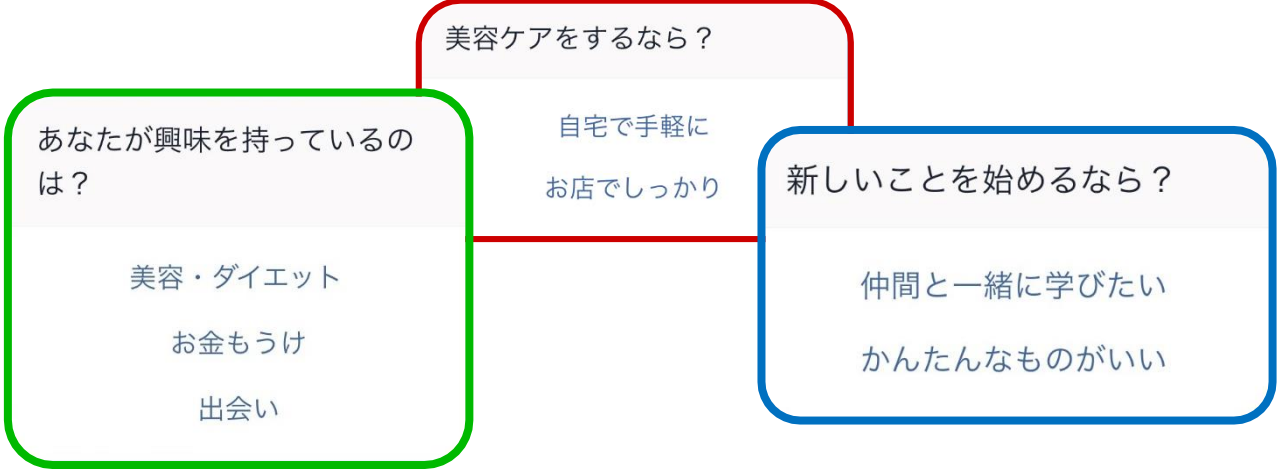 美容ケアをするなら？
自宅で手軽に
お店でしっかり
あなたが興味を持っているの
は？
美容・ダイエット
お金もうけ
出会い
新しいことを始めるなら？
仲間と一緒に学びたい
かんたんなものがいい